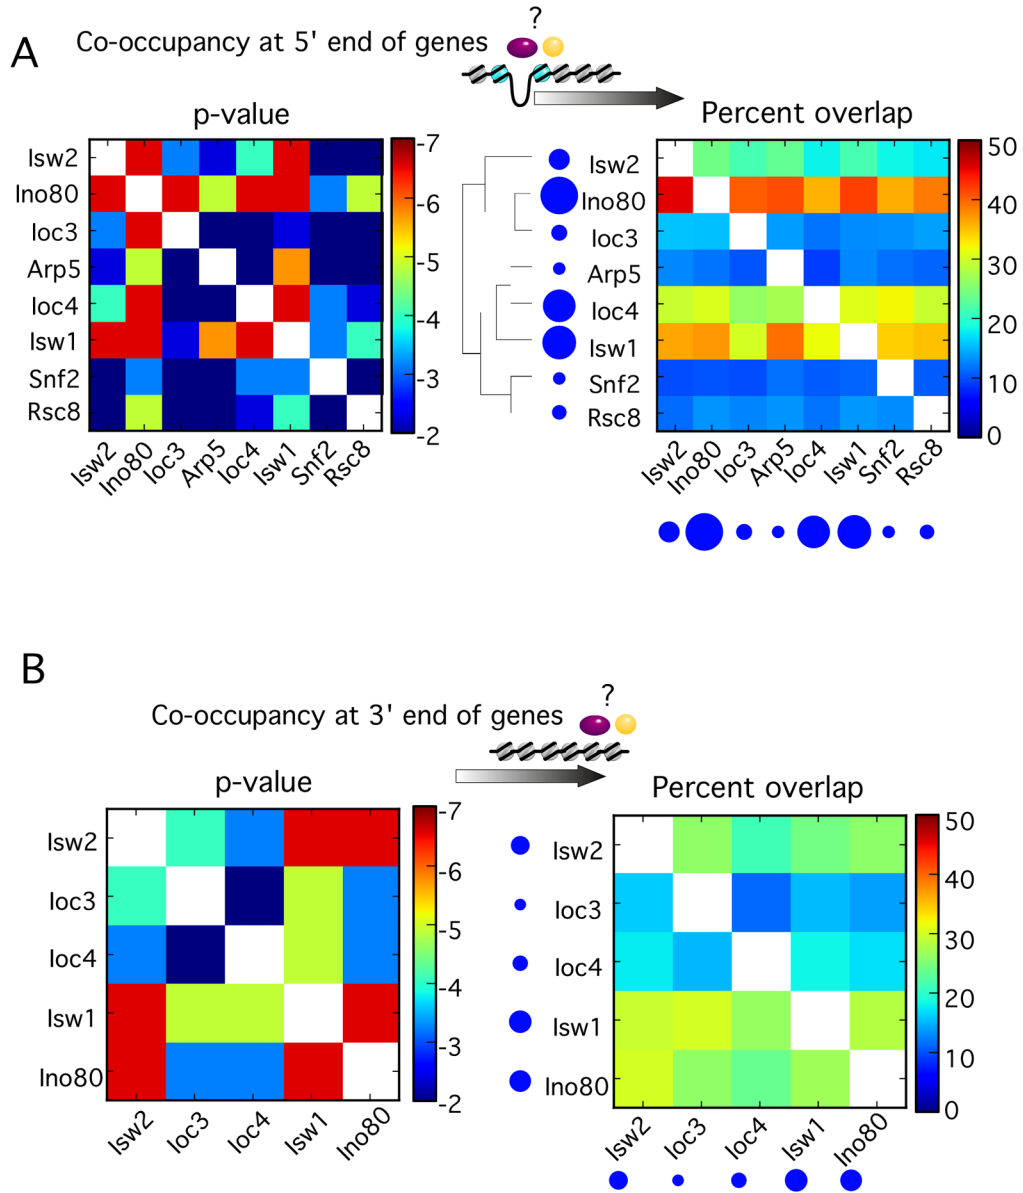 A
?
Co-occupancy at 5' end of genes
p-value
Percent overlap
Isw2
Ino80
Ioc3
Arp5
Ioc4
Isw1
Snf2
Rsc8
-7
-6
-5
-4
-3
-2
Isw2
Ino80
Ioc3
Arp5
Ioc4
Isw1
Snf2
Rsc8
50
40
30
20
10
0
Isw2 Ino80 Ioc3 Arp5 Ioc4 Isw1 Snf2 Rsc8
Isw2 Ino80 Ioc3 Arp5 Ioc4 Isw1 Snf2 Rsc8
B
?
Co-occupancy at 3' end of genes
p-value
Percent overlap
Isw2
Ioc3
Ioc4
Isw1
Ino80
-7
-6
-5
-4
-3
-2
Isw2
Ioc3
Ioc4
Isw1
Ino80
50
40
30
20
10
0
Isw2 Ioc3 Ioc4 Isw1 Ino80
Isw2 Ioc3 Ioc4 Isw1 Ino80